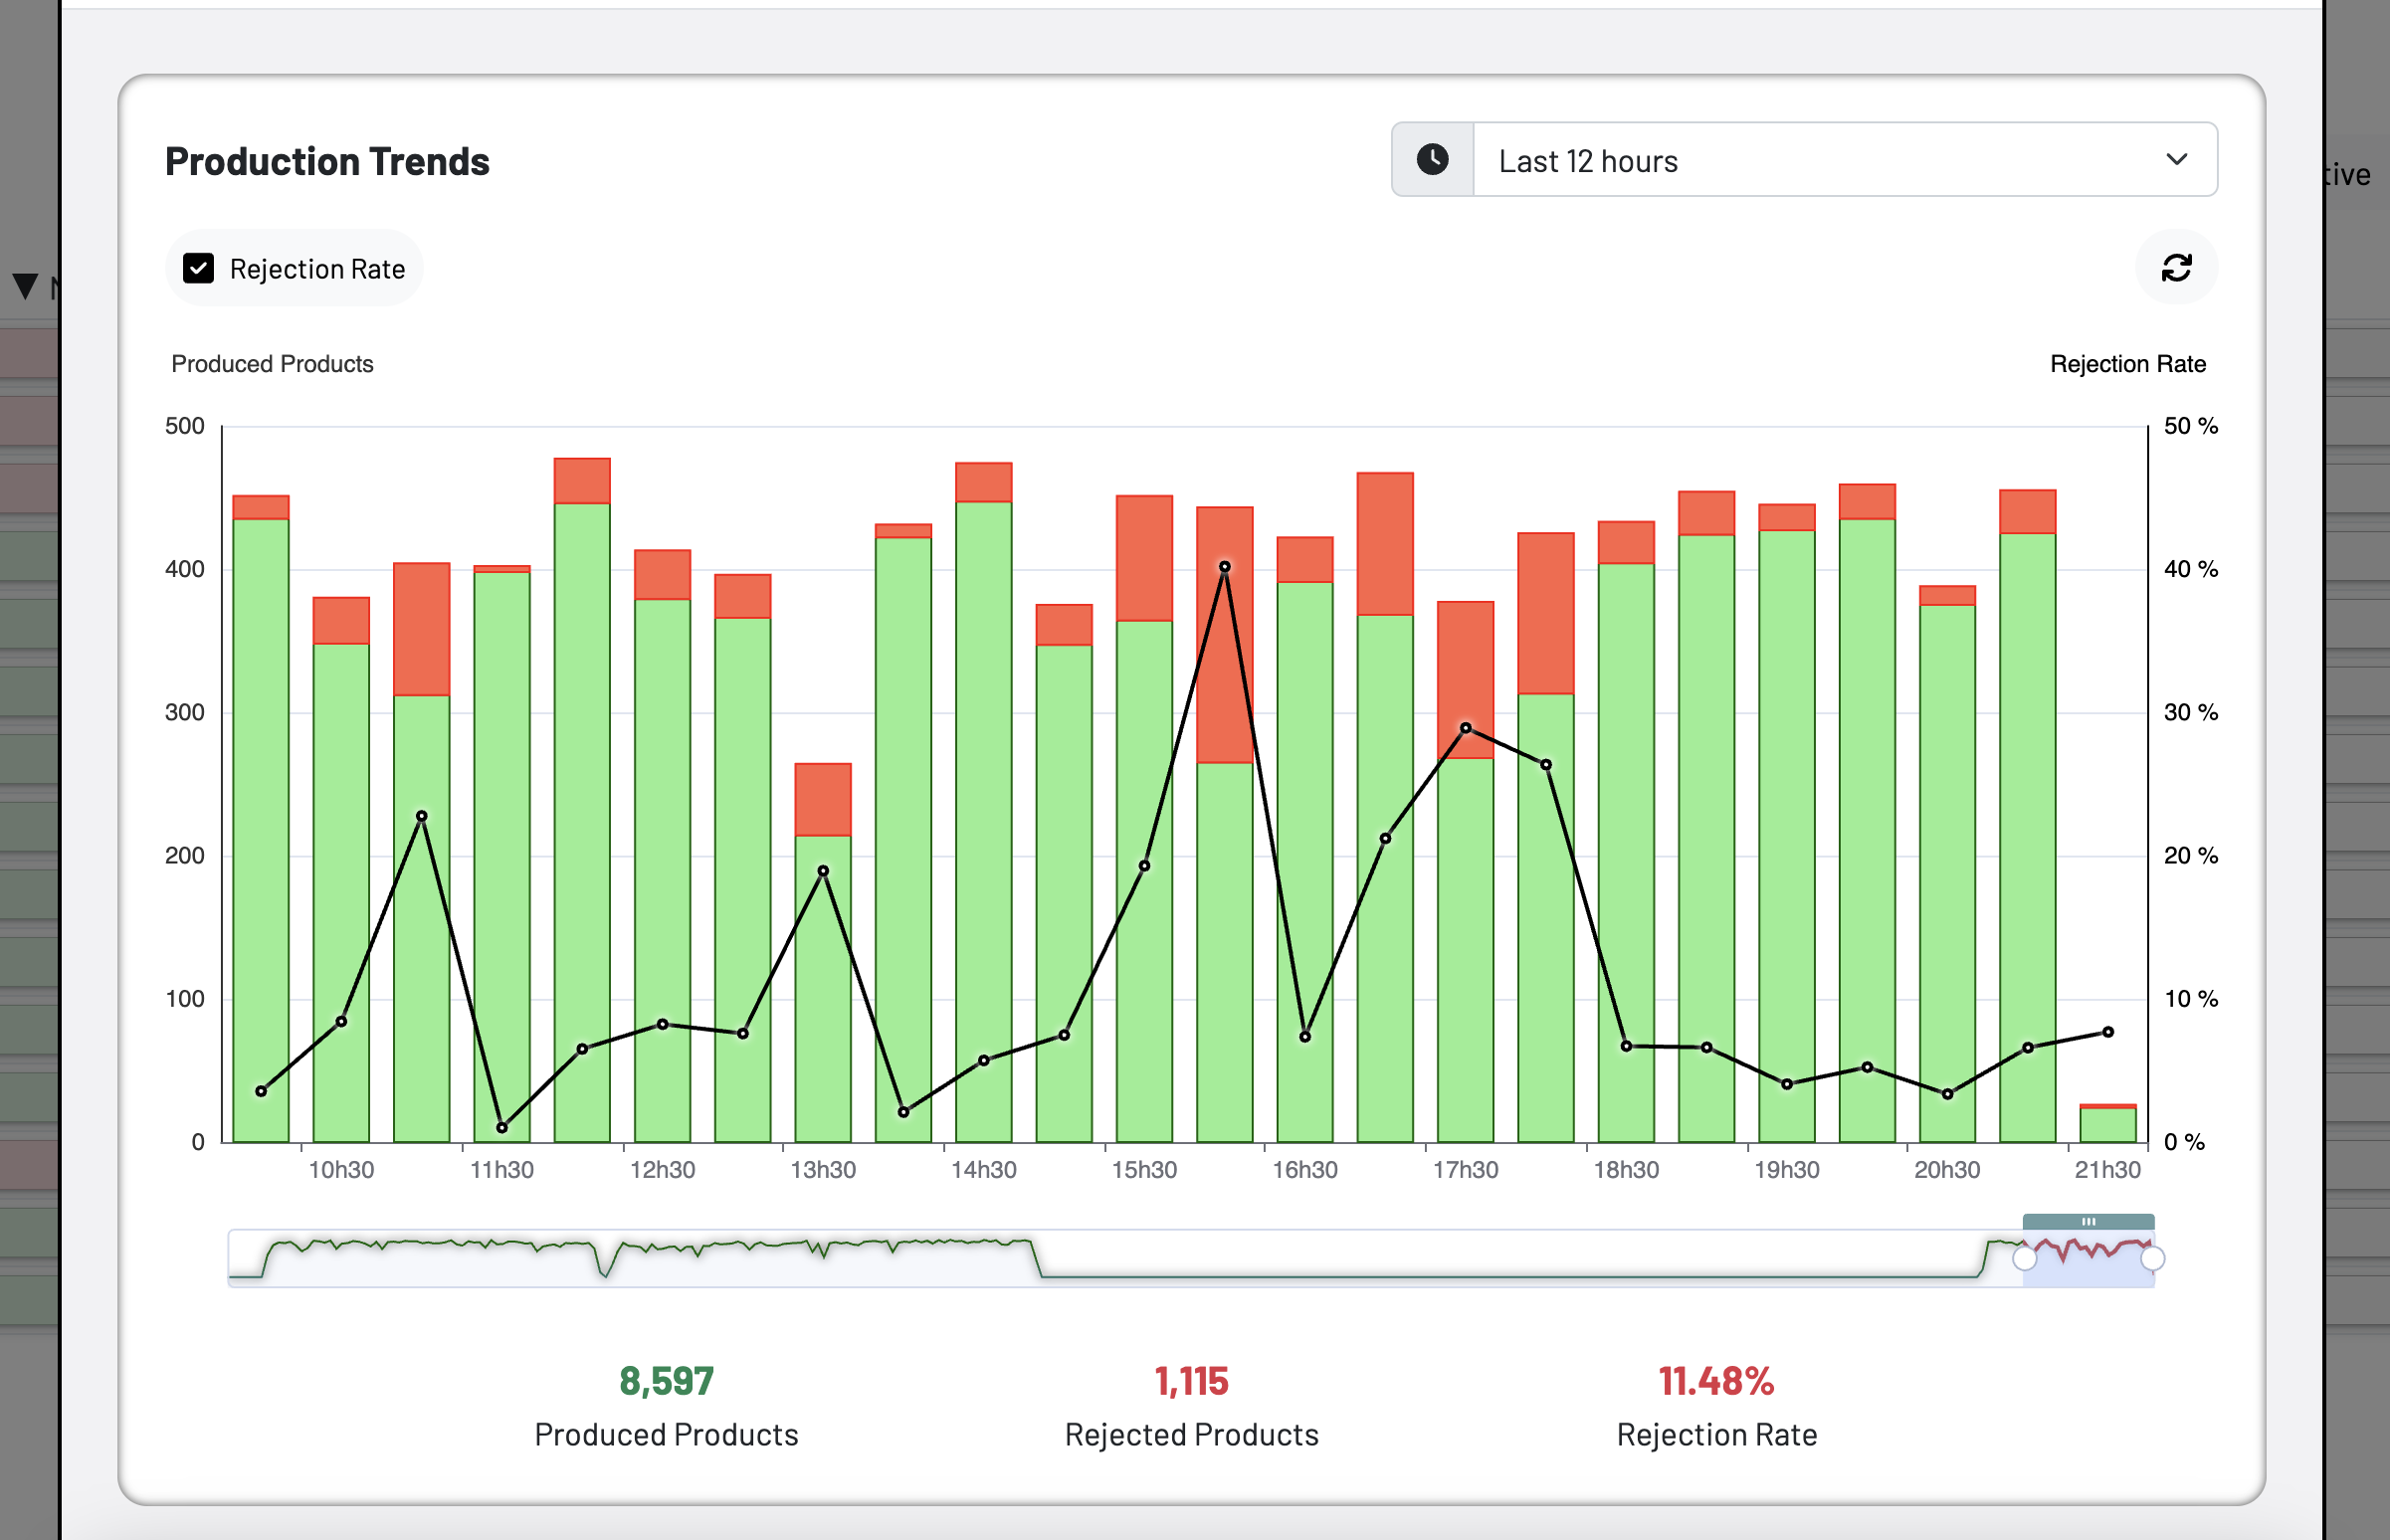 Production Trends
Last 12 hours
tive
Rejection Rate
Produced Products
Rejection Rate
500
50 %
400
40 %
300
30 %
200
20 %
100
10 %
0
0 %
10h30 11h30 12h30 13h30 14h30 15h30 16h30 17h30 18h30 19h30 20h30 21h30
8,597
1,115
11.48%
Produced Products
Rejected Products
Rejection Rate